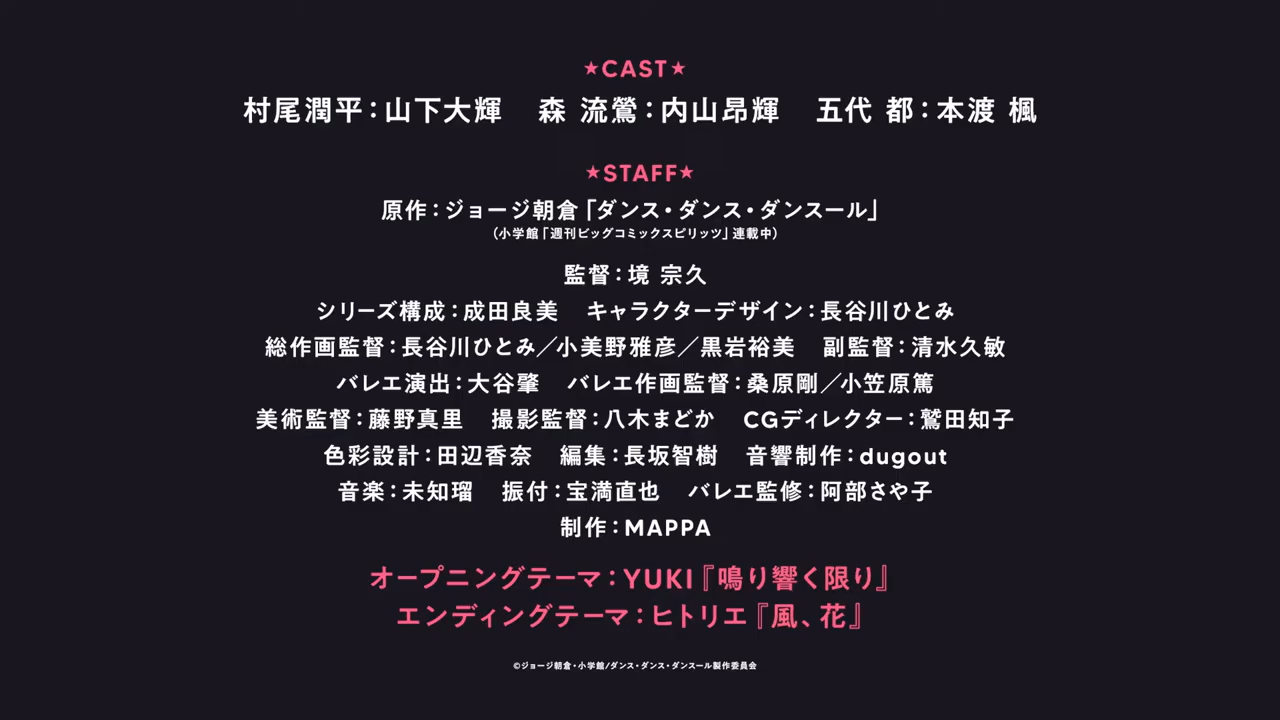 ★CAST★
村尾潤平：山下大輝　森 流鶯：内山昂輝　五代 都：本渡 楓
★STAFF★
原作：ジョージ朝倉「ダンス・ダンス・ダンスール」
（小学館「週刊ビッグコミックスピリッツ」連載中）
監督：境 宗久
シリーズ構成：成田良美　キャラクターデザイン：長谷川ひとみ
総作画監督：長谷川ひとみ／小美野雅彦／黒岩裕美　副監督：清水久敏
バレエ演出：大谷肇　バレエ作画監督：桑原剛／小笠原篤
美術監督：藤野真里　撮影監督：八木まどか　CGディレクター：鷲田知子
色彩設計：田辺香奈　編集：長坂智樹　音響制作：dugout
音楽：未知瑠　振付：宝満直也　バレエ監修：阿部さや子
制作：MAPPA
オープニングテーマ：YUKI『鳴り響く限り』
エンディングテーマ：ヒトリエ『風、花』
©ジョージ朝倉・小学館/ダンス・ダンス・ダンスール製作委員会